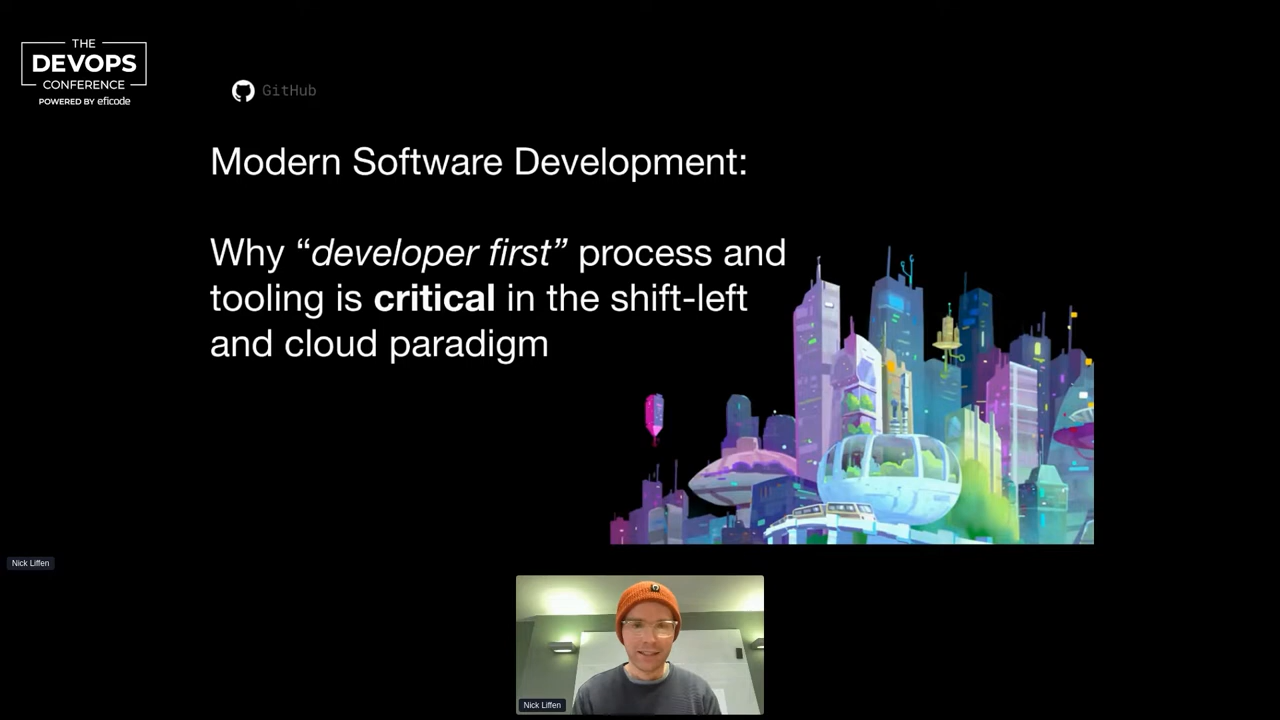 THE
DEVOPS
CONFERENCE
POWERED BY eficode
GitHub
Modern Software Development:
Why “developer first” process and
tooling is critical in the shift-left
and cloud paradigm
Nick Liffen
Nick Liffen